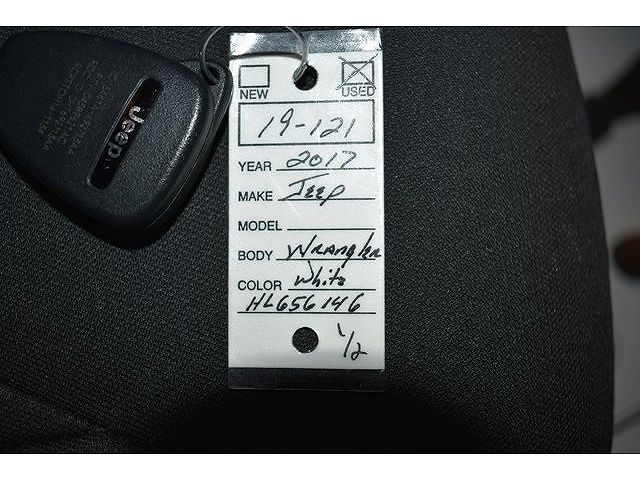 Jeep
NEW USED
19-121
YEAR 2017
MAKE Jeep
MODEL
BODY Wrangler
COLOR White
HL656146
1/2